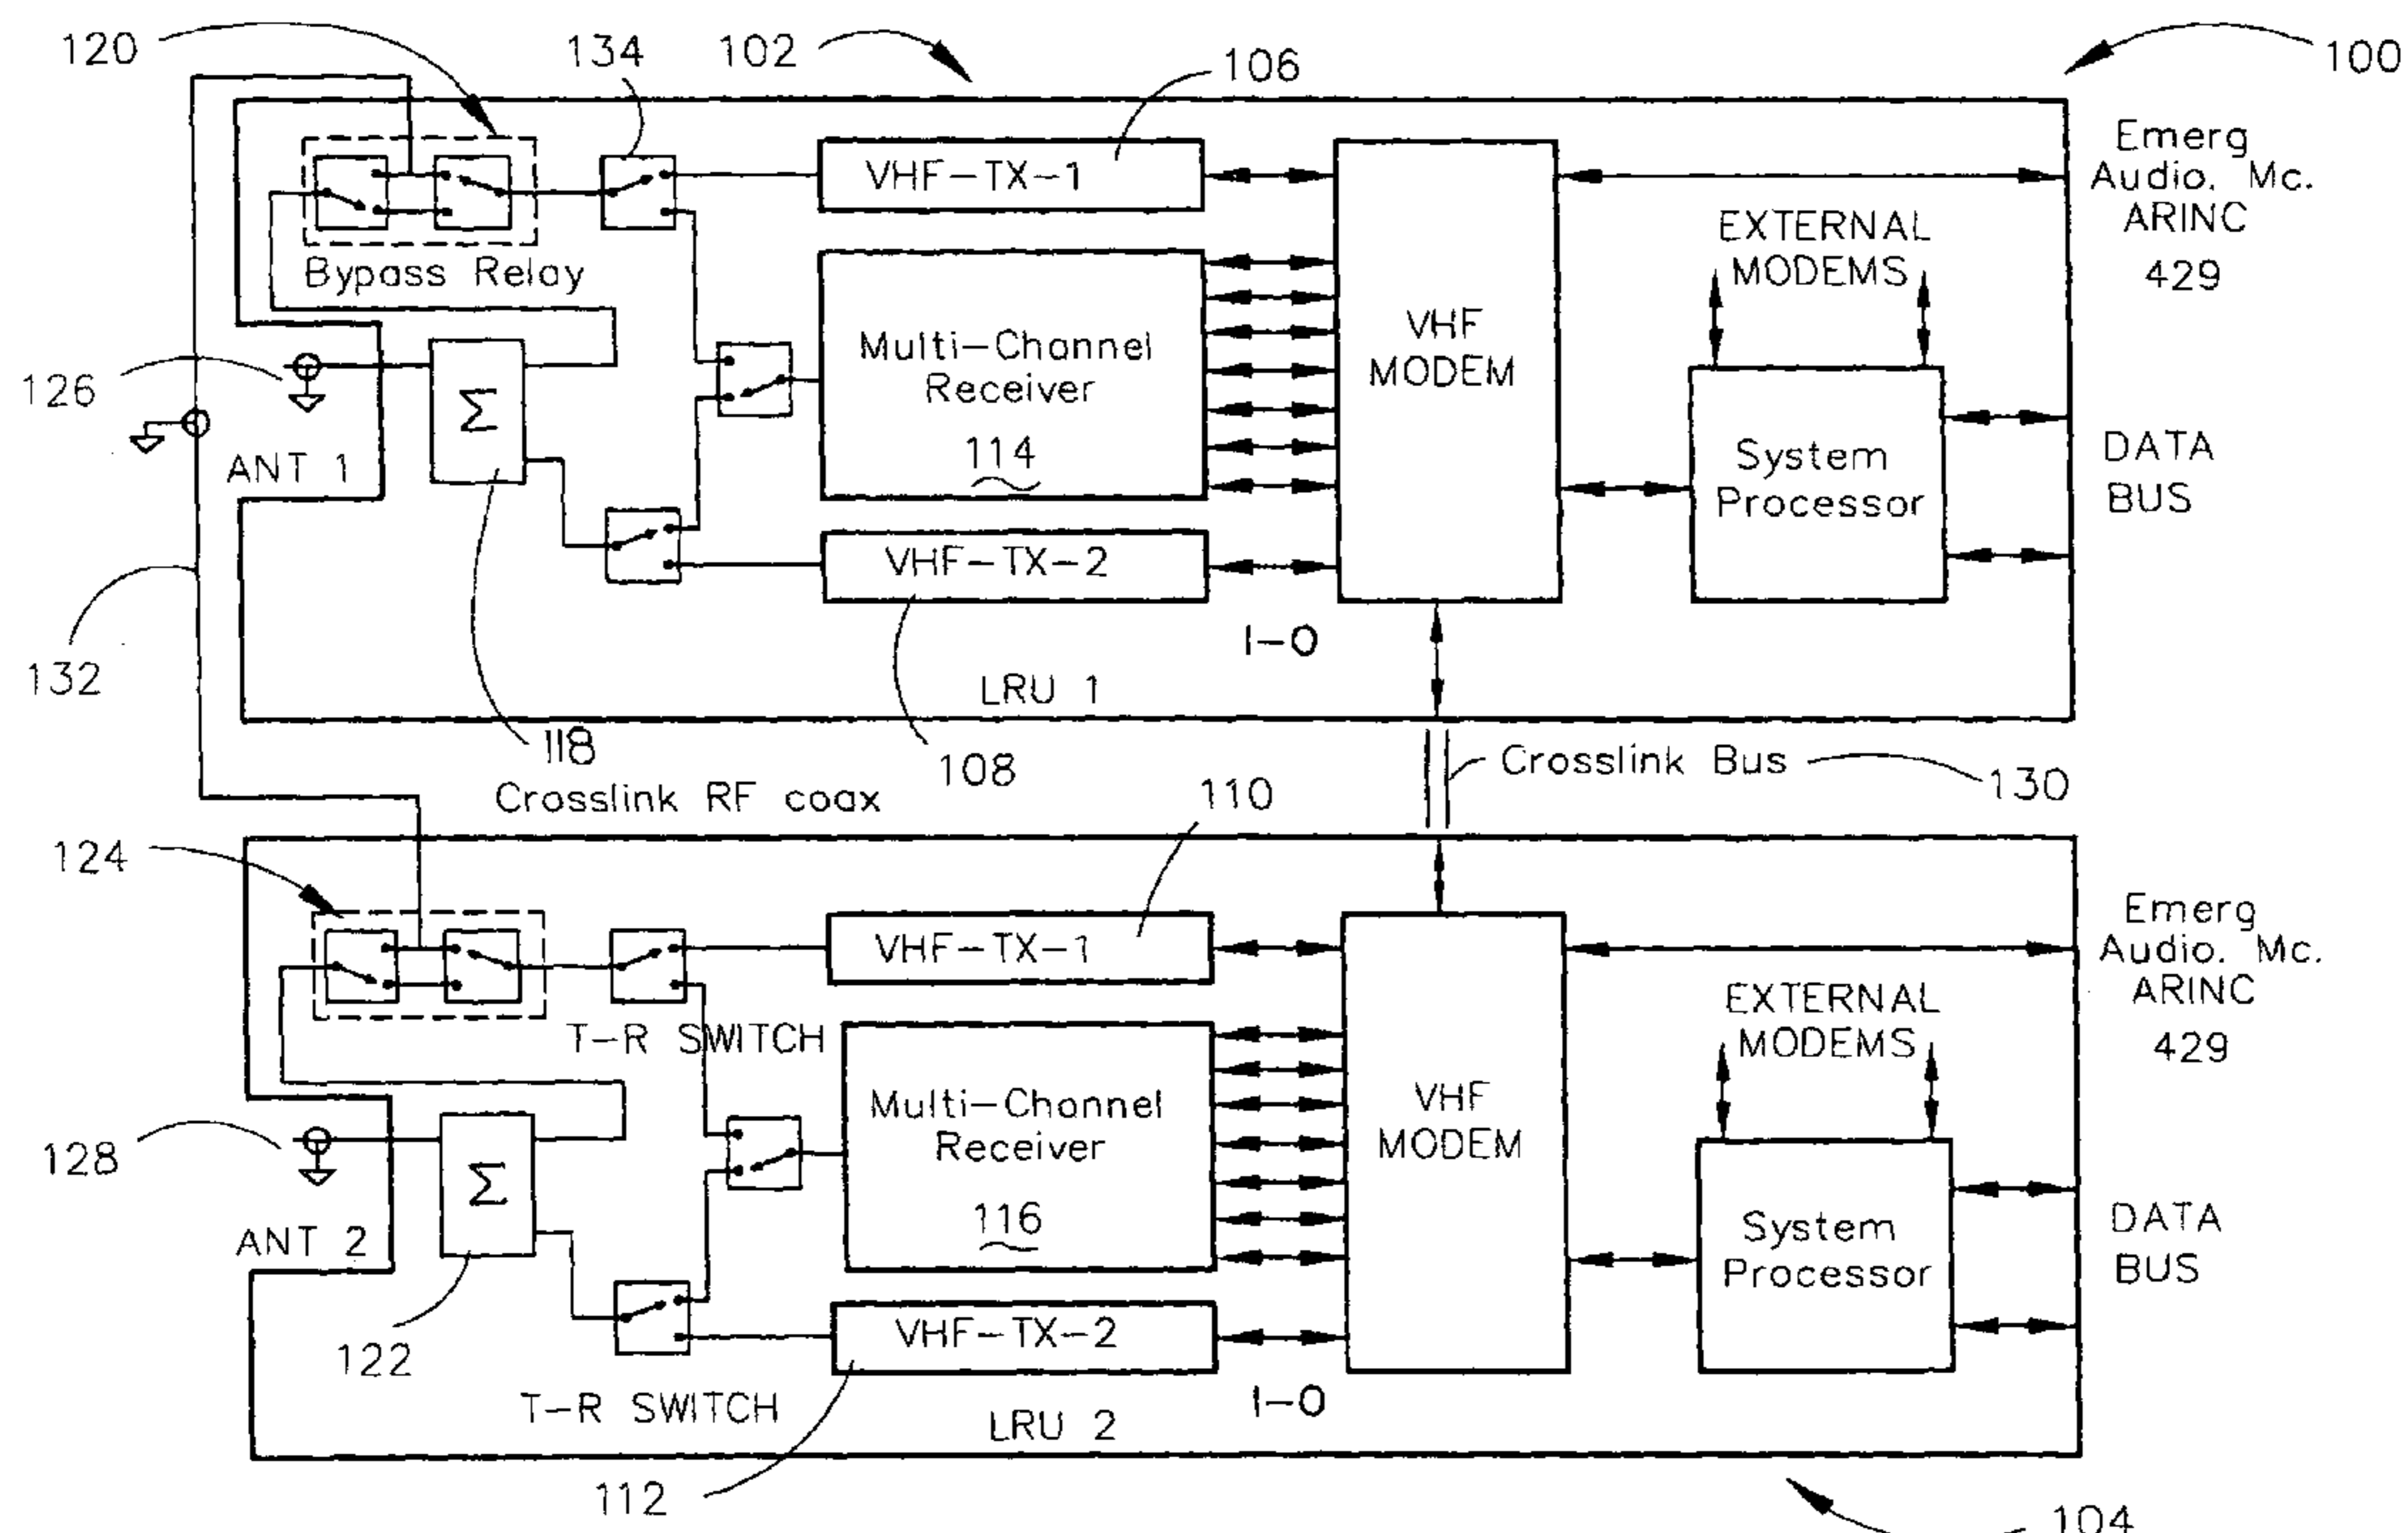 120
134
102
106
100
VHF-TX-1
Emerg
Audio. Mc.
ARINC
429
EXTERNAL
MODEMS
Bypass Relay
126
Multi-Channel
Receiver
114
VHF
MODEM
Σ
ANT 1
System
Processor
DATA
BUS
VHF-TX-2
132
I-O
LRU 1
118
108
Crosslink Bus
130
Crosslink RF coax
110
124
VHF-TX-1
Emerg
Audio. Mc.
ARINC
429
EXTERNAL
MODEMS
T-R SWITCH
128
Multi-Channel
Receiver
116
VHF
MODEM
Σ
ANT 2
System
Processor
DATA
BUS
122
VHF-TX-2
T-R SWITCH
I-O
LRU 2
112
104